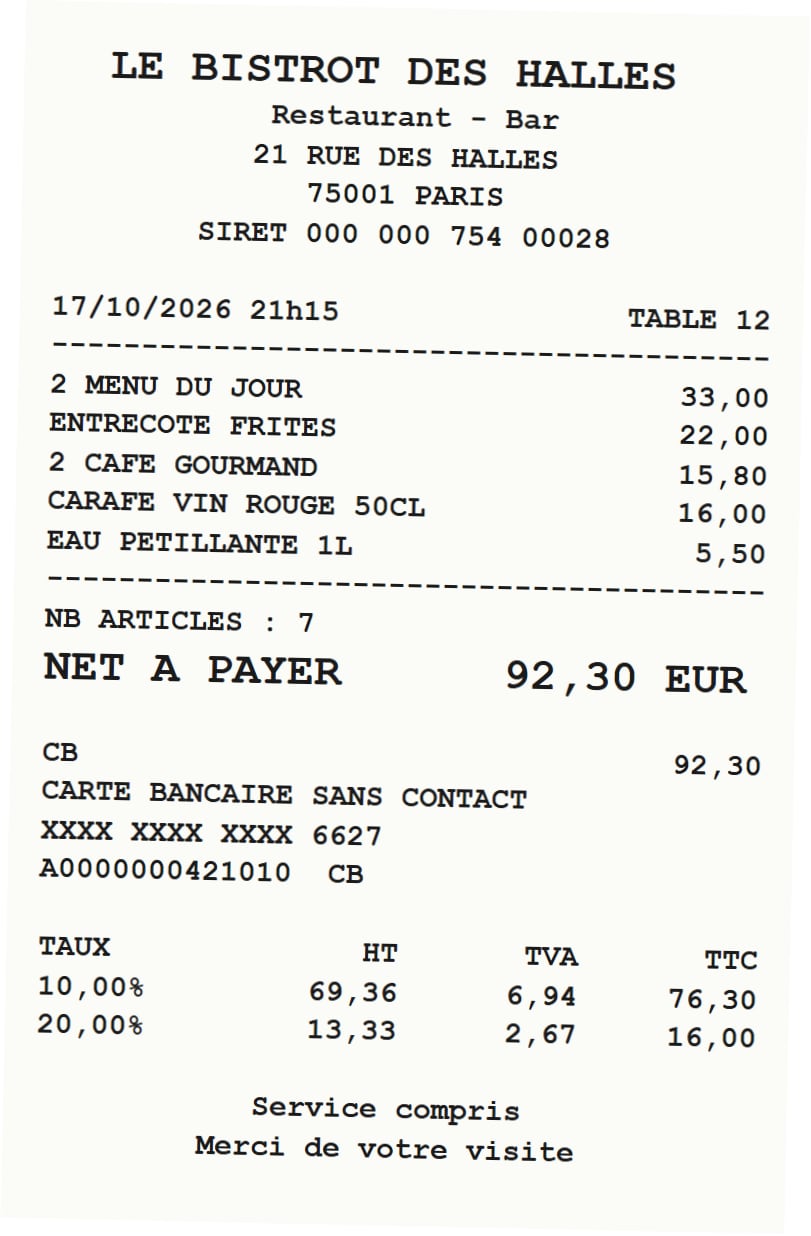 LE BISTROT DES HALLES
Restaurant - Bar
21 RUE DES HALLES
75001 PARIS
SIRET 000 000 754 00028
17/10/2026 21h15 TABLE 12
----------------------------------------
2 MENU DU JOUR 33,00
ENTRECOTE FRITES 22,00
2 CAFE GOURMAND 15,80
CARAFE VIN ROUGE 50CL 16,00
EAU PETILLANTE 1L 5,50
----------------------------------------
NB ARTICLES : 7
NET A PAYER 92,30 EUR
CB 92,30
CARTE BANCAIRE SANS CONTACT
XXXX XXXX XXXX 6627
A0000000421010 CB
TAUX HT TVA TTC
10,00% 69,36 6,94 76,30
20,00% 13,33 2,67 16,00
Service compris
Merci de votre visite